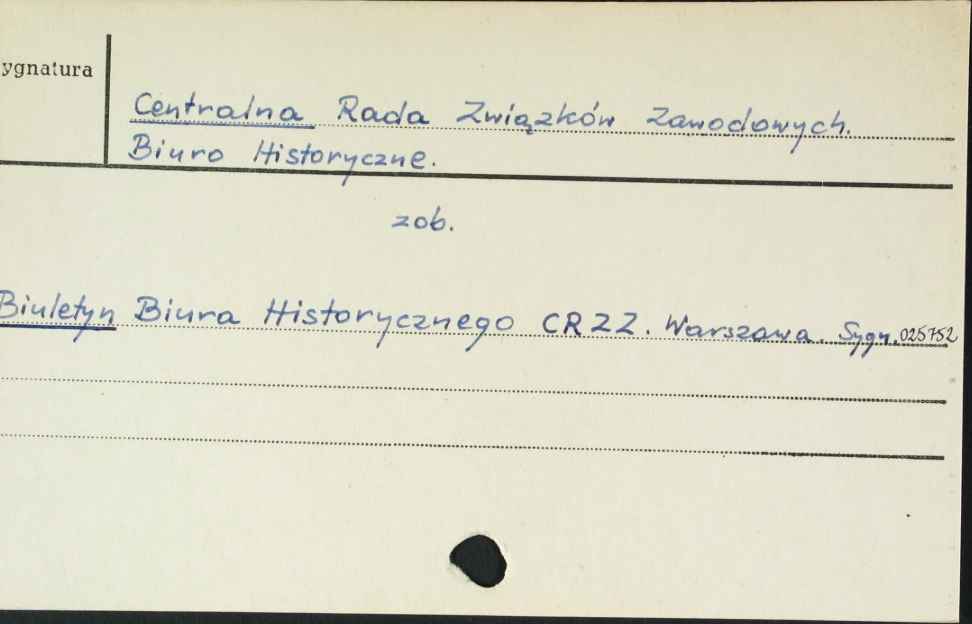 ygnatura
Centralna Rada Związków Zawodowych.
Biuro Historyczne.
zob.
Biuletyn Biura Historycznego CRZZ. Warszawa. Sygn. 025752